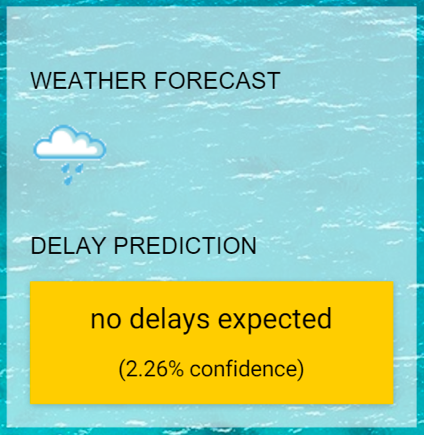 WEATHER FORECAST
DELAY PREDICTION
no delays expected
(2.26% confidence)